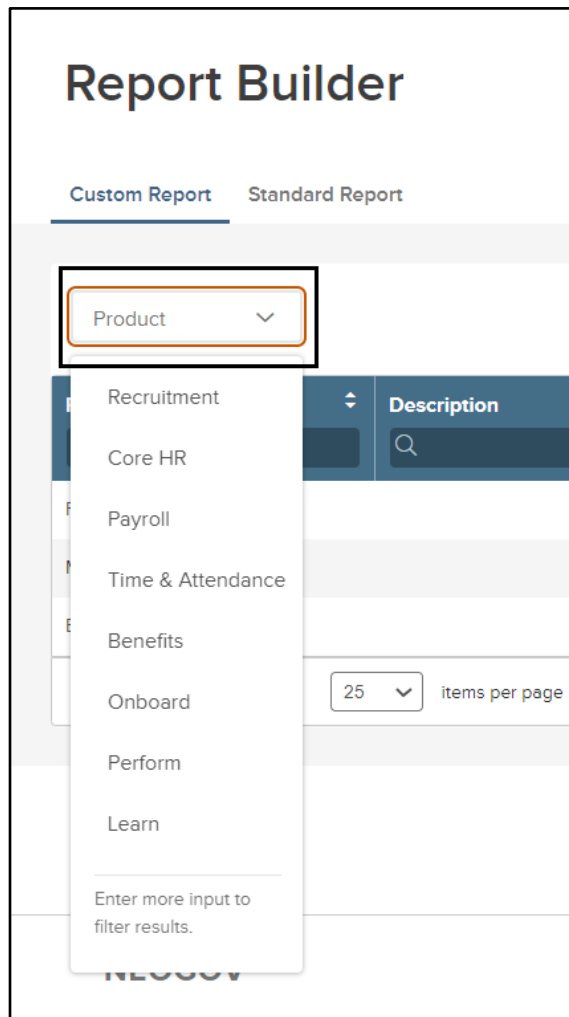 Report Builder
Custom Report Standard Report
Product
Recruitment
Description
Core HR
Payroll
Time & Attendance
Benefits
Onboard
25 items per page
Perform
Learn
Enter more input to
filter results.